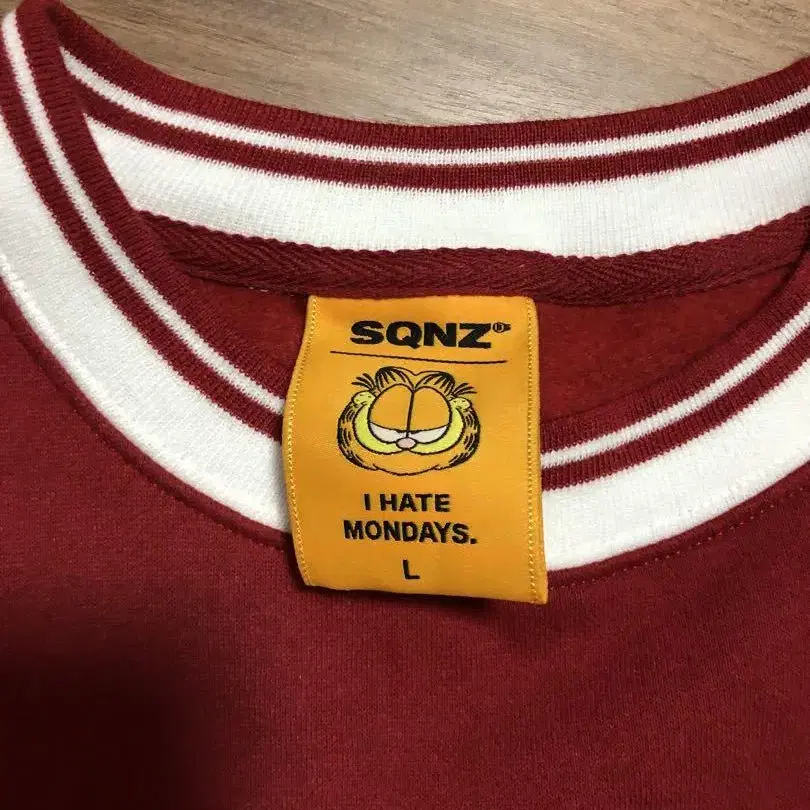 SQNZ®
I HATE
MONDAYS.
L